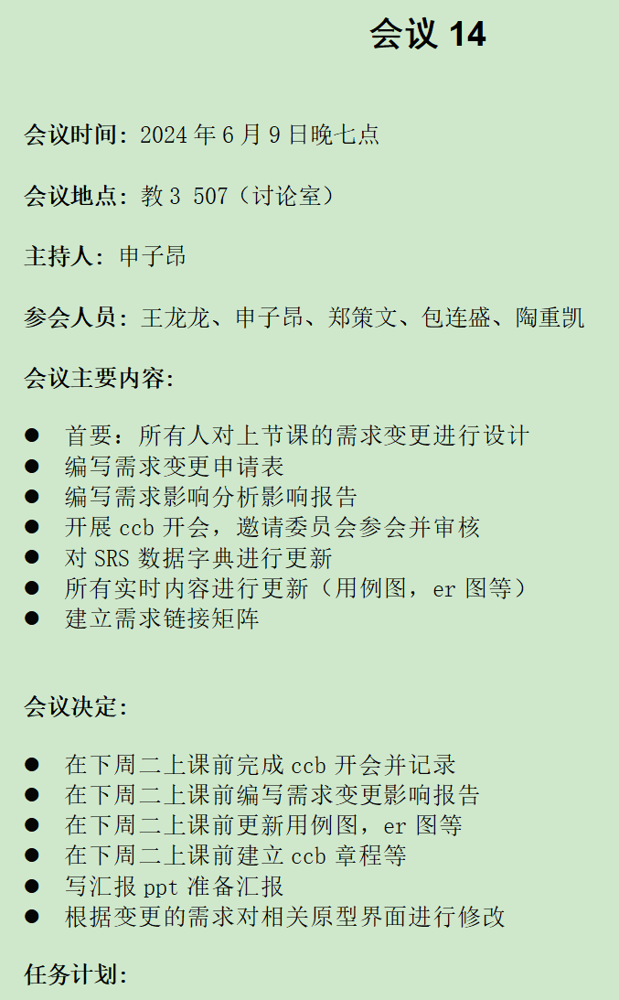 会议 14
会议时间：2024 年 6 月 9 日晚七点
会议地点：教 3 507（讨论室）
主持人：申子昂
参会人员：王龙龙、申子昂、郑策文、包连盛、陶重凯
会议主要内容：
● 首要：所有人对上节课的需求变更进行设计
● 编写需求变更申请表
● 编写需求影响分析影响报告
● 开展 ccb 开会，邀请委员会参会并审核
● 对 SRS 数据字典进行更新
● 所有实时内容进行更新（用例图，er 图等）
● 建立需求链接矩阵
会议决定：
● 在下周二上课前完成 ccb 开会并记录
● 在下周二上课前编写需求变更影响报告
● 在下周二上课前更新用例图，er 图等
● 在下周二上课前建立 ccb 章程等
● 写汇报 ppt 准备汇报
● 根据变更的需求对相关原型界面进行修改
任务计划：